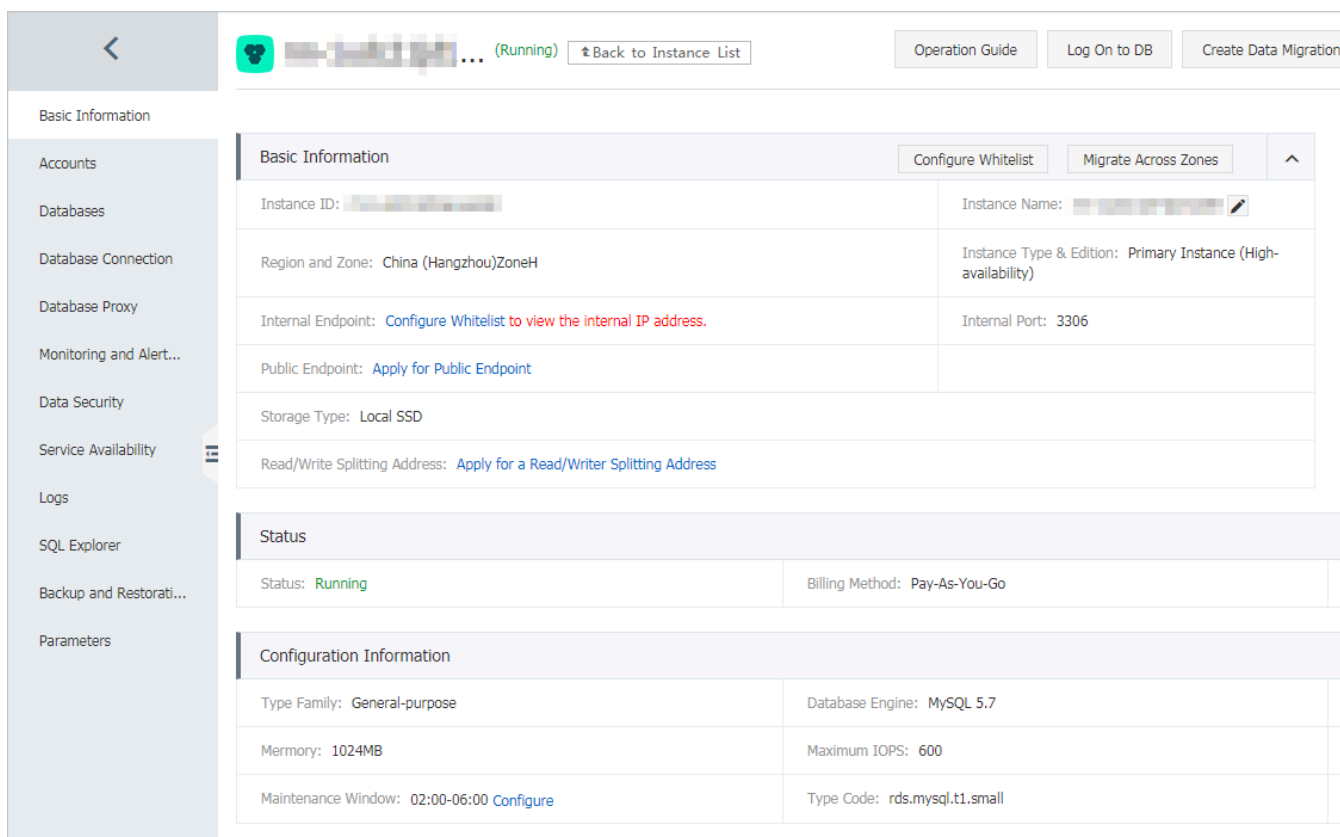 ... (Running) Back to Instance List Operation Guide Log On to DB Create Data Migration
Basic Information
Accounts
Databases
Database Connection
Database Proxy
Monitoring and Alert...
Data Security
Service Availability
Logs
SQL Explorer
Backup and Restorati...
Parameters
Basic Information Configure Whitelist Migrate Across Zones
Instance ID: Instance Name:
Region and Zone: China (Hangzhou)ZoneH Instance Type & Edition: Primary Instance (High-
availability)
Internal Endpoint: Configure Whitelist to view the internal IP address. Internal Port: 3306
Public Endpoint: Apply for Public Endpoint
Storage Type: Local SSD
Read/Write Splitting Address: Apply for a Read/Writer Splitting Address
Status
Status: Running Billing Method: Pay-As-You-Go
Configuration Information
Type Family: General-purpose Database Engine: MySQL 5.7
Mermory: 1024MB Maximum IOPS: 600
Maintenance Window: 02:00-06:00 Configure Type Code: rds.mysql.t1.small